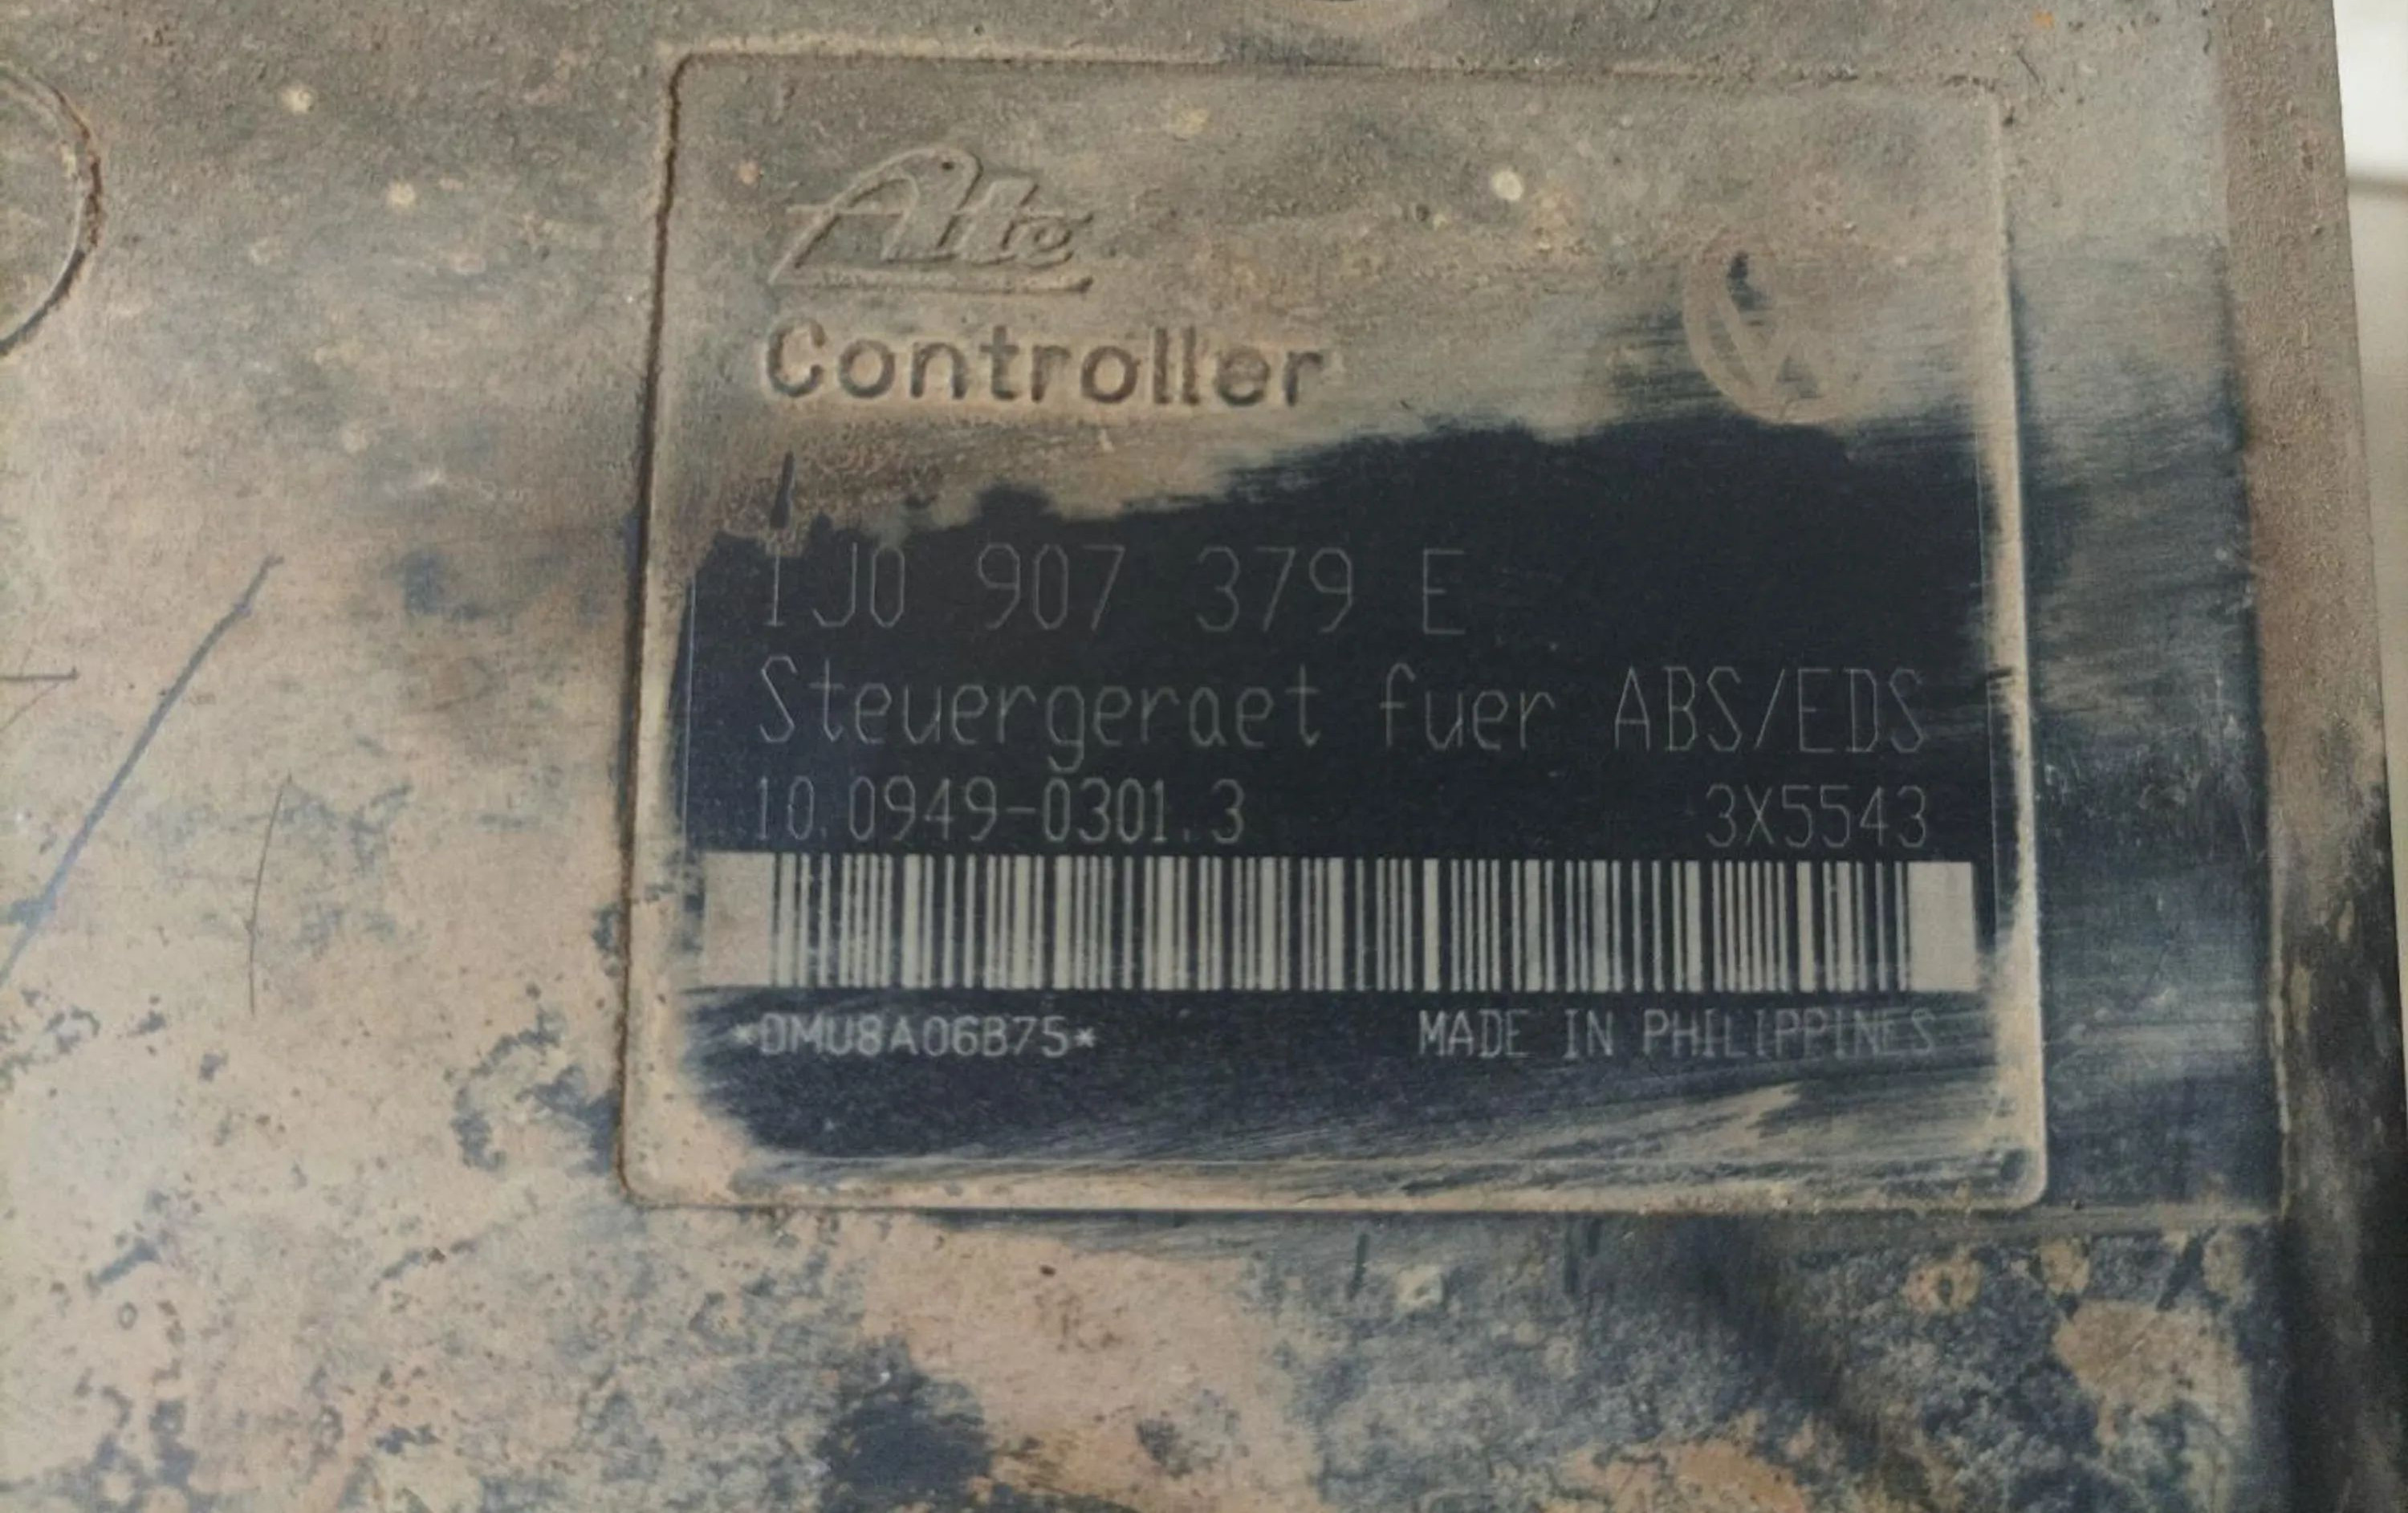 Ate
Controller
1J0 907 379 E
Steuergeraet fuer ABS/EDS
10.0949-0301.3 3X5543
*DMU8A06B75* MADE IN PHILIPPINES